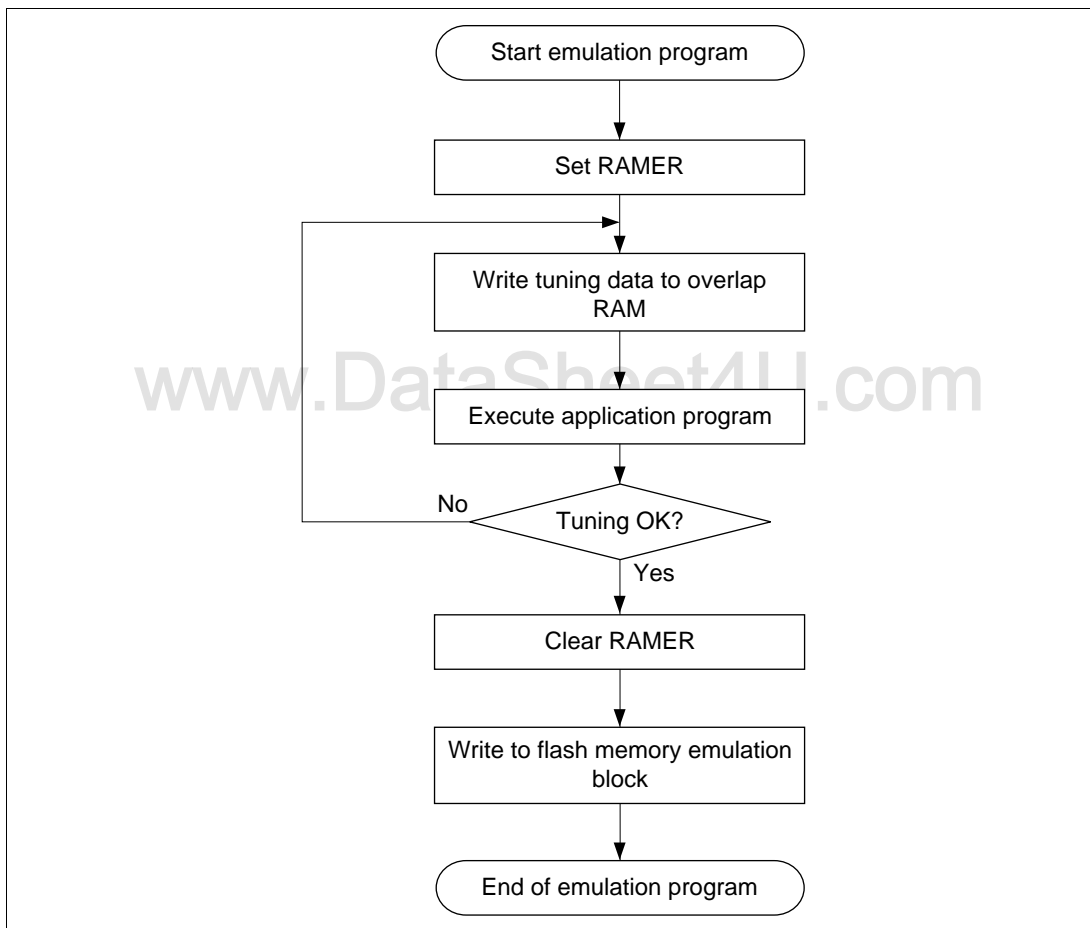 Start emulation program
Set RAMER
Write tuning data to overlap
RAM
www.DataSheet4U.com
Execute application program
No
Tuning OK?
Yes
Clear RAMER
Write to flash memory emulation
block
End of emulation program